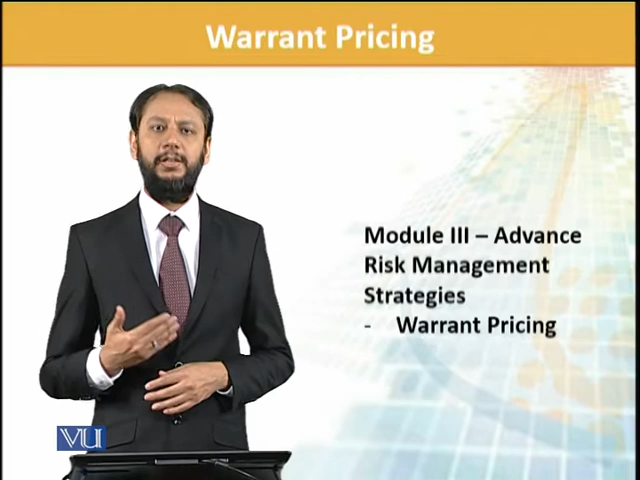 Warrant Pricing
Module III – Advance
Risk Management
Strategies
- Warrant Pricing
VU